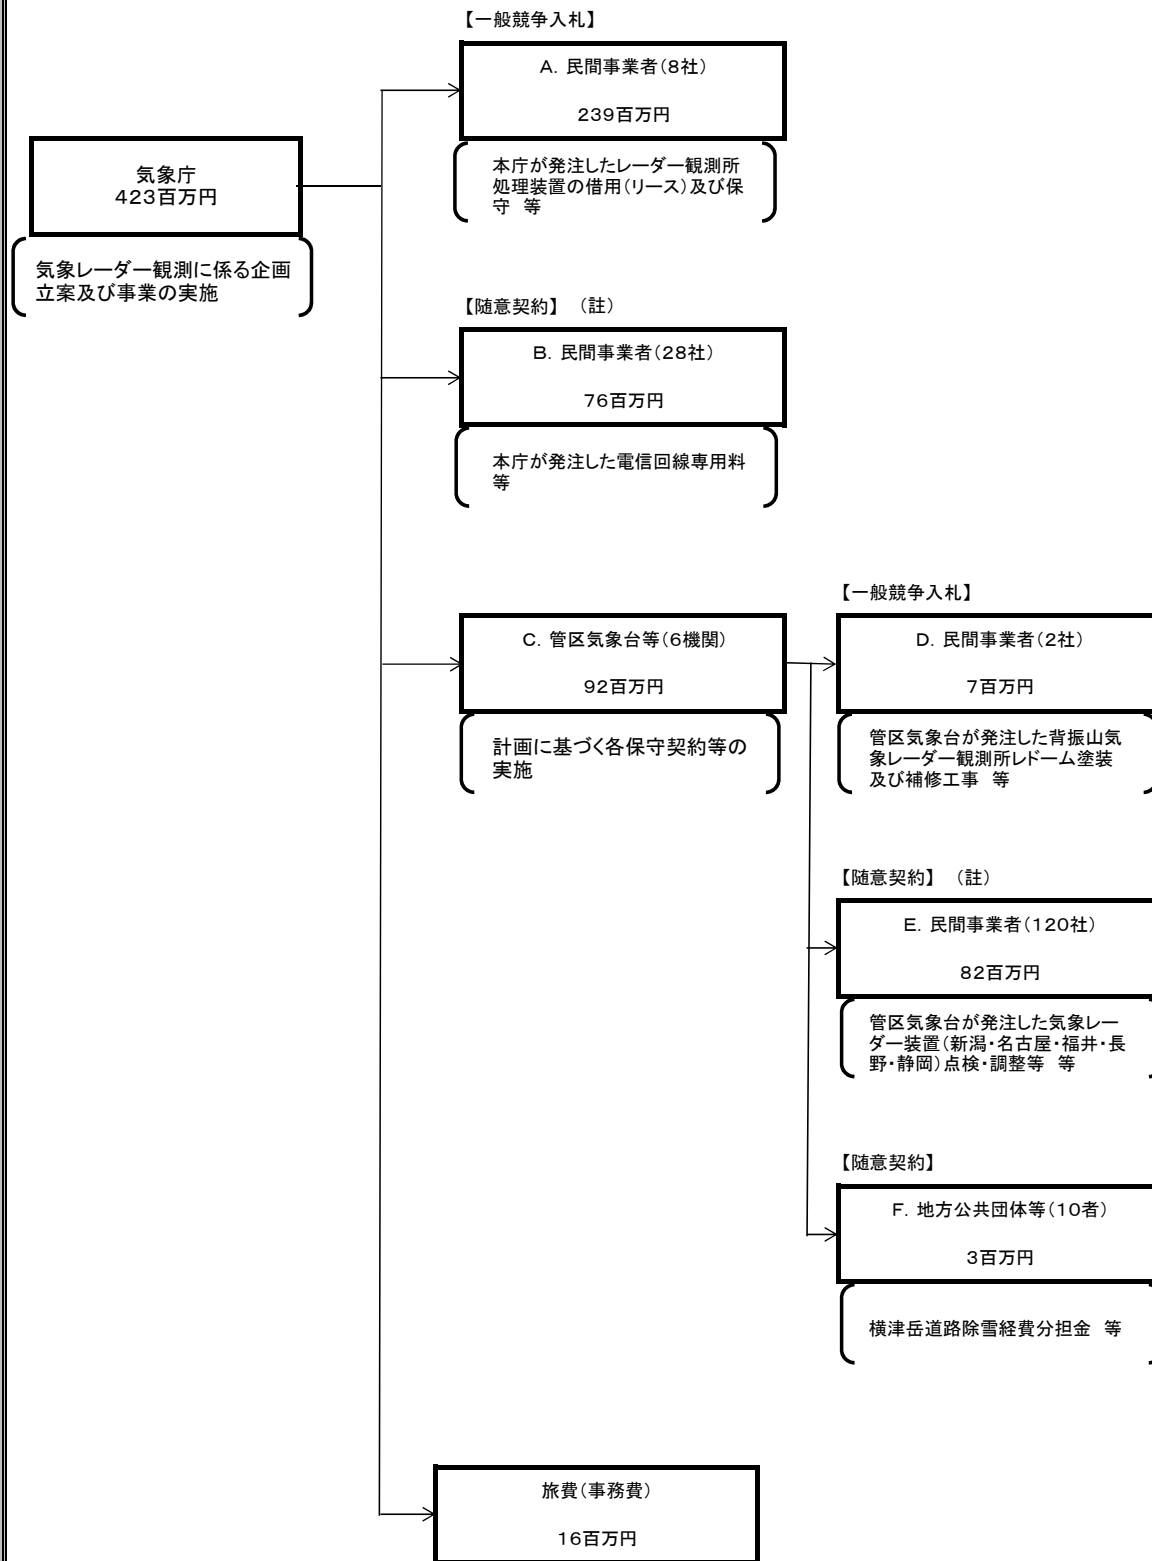 気象庁
423百万円
気象レーダー観測に係る企画
立案及び事業の実施
【一般競争入札】
A. 民間事業者(8社)
239百万円
本庁が発注したレーダー観測所
処理装置の借用(リース)及び保
守 等
【随意契約】 (註)
B. 民間事業者(28社)
76百万円
本庁が発注した電信回線専用料
等
C. 管区気象台等(6機関)
92百万円
計画に基づく各保守契約等の
実施
【一般競争入札】
D. 民間事業者(2社)
7百万円
管区気象台が発注した背振山気
象レーダー観測所レドーム塗装
及び補修工事 等
【随意契約】 (註)
E. 民間事業者(120社)
82百万円
管区気象台が発注した気象レー
ダー装置(新潟・名古屋・福井・長
野・静岡)点検・調整等 等
【随意契約】
F. 地方公共団体等(10者)
3百万円
横津岳道路除雪経費分担金 等
旅費(事務費)
16百万円